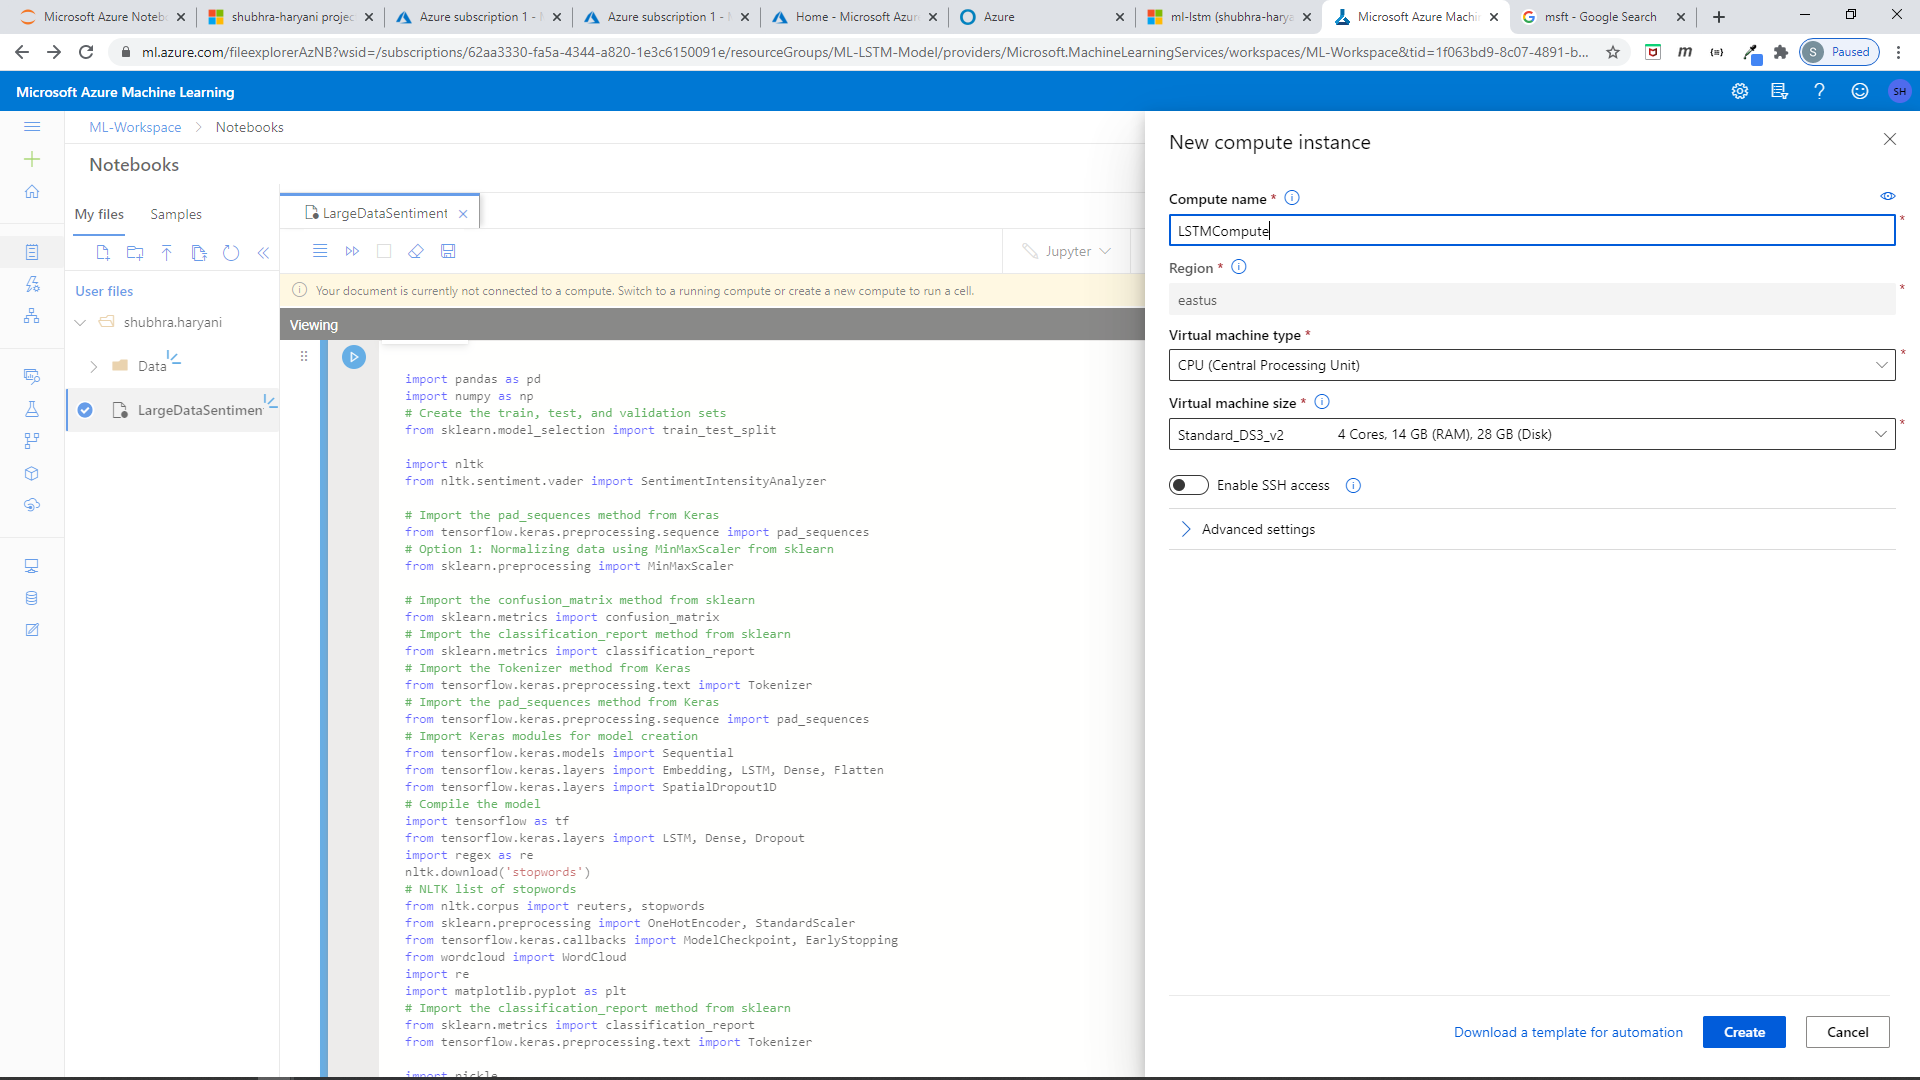 Microsoft Azure Noteb
shubhra-haryani projec
Azure subscription 1 -
Azure subscription 1 -
Home - Microsoft Azur
Azure
ml-lstm (shubhra-harya
Microsoft Azure Machi
msft - Google Search
ml.azure.com/fileexplorerAzNB?wsid=/subscriptions/62aa3330-fa5a-4344-a820-1e3c6150091e/resourceGroups/ML-LSTM-Model/providers/Microsoft.MachineLearningServices/workspaces/ML-Workspace&tid=1f063bd9-8c07-4891-b...
S Paused
Microsoft Azure Machine Learning
SH
ML-Workspace > Notebooks
Notebooks
My files Samples
User files
shubhra.haryani
Data
LargeDataSentimen
LargeDataSentiment
Jupyter
Your document is currently not connected to a compute. Switch to a running compute or create a new compute to run a cell.
Viewing
import pandas as pd
import numpy as np
# Create the train, test, and validation sets
from sklearn.model_selection import train_test_split
import nltk
from nltk.sentiment.vader import SentimentIntensityAnalyzer
# Import the pad_sequences method from Keras
from tensorflow.keras.preprocessing.sequence import pad_sequences
# Option 1: Normalizing data using MinMaxScaler from sklearn
from sklearn.preprocessing import MinMaxScaler
# Import the confusion_matrix method from sklearn
from sklearn.metrics import confusion_matrix
# Import the classification_report method from sklearn
from sklearn.metrics import classification_report
# Import the Tokenizer method from Keras
from tensorflow.keras.preprocessing.text import Tokenizer
# Import the pad_sequences method from Keras
from tensorflow.keras.preprocessing.sequence import pad_sequences
# Import Keras modules for model creation
from tensorflow.keras.models import Sequential
from tensorflow.keras.layers import Embedding, LSTM, Dense, Flatten
from tensorflow.keras.layers import SpatialDropout1D
# Compile the model
import tensorflow as tf
from tensorflow.keras.layers import LSTM, Dense, Dropout
import regex as re
nltk.download('stopwords')
# NLTK list of stopwords
from nltk.corpus import reuters, stopwords
from sklearn.preprocessing import OneHotEncoder, StandardScaler
from tensorflow.keras.callbacks import ModelCheckpoint, EarlyStopping
from wordcloud import WordCloud
import re
import matplotlib.pyplot as plt
# Import the classification_report method from sklearn
from sklearn.metrics import classification_report
from tensorflow.keras.preprocessing.text import Tokenizer
import pickle
New compute instance
Compute name *
LSTMCompute
*
Region *
eastus
*
Virtual machine type *
CPU (Central Processing Unit)
*
Virtual machine size *
Standard_DS3_v2 4 Cores, 14 GB (RAM), 28 GB (Disk)
*
Enable SSH access
Advanced settings
Download a template for automation
Create
Cancel